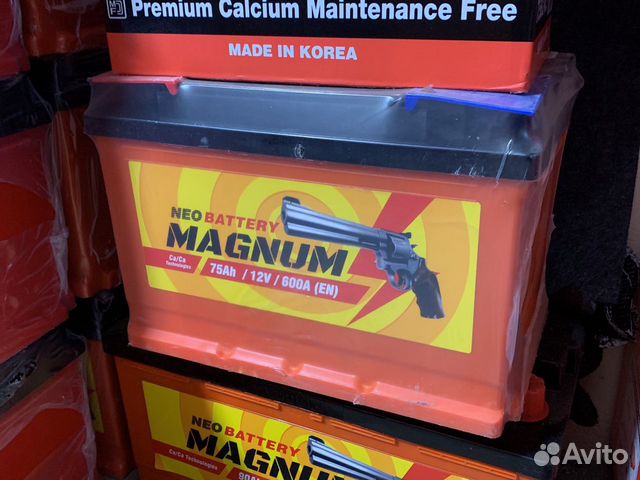 Premium Calcium Maintenance Free
MADE IN KOREA
NEO BATTERY
MAGNUM
Ca/Ca
Technologies
75Ah / 12V / 600A (EN)
NEO BATTERY
MAGNUM
Ca/Ca
Technologies
90A
Avito